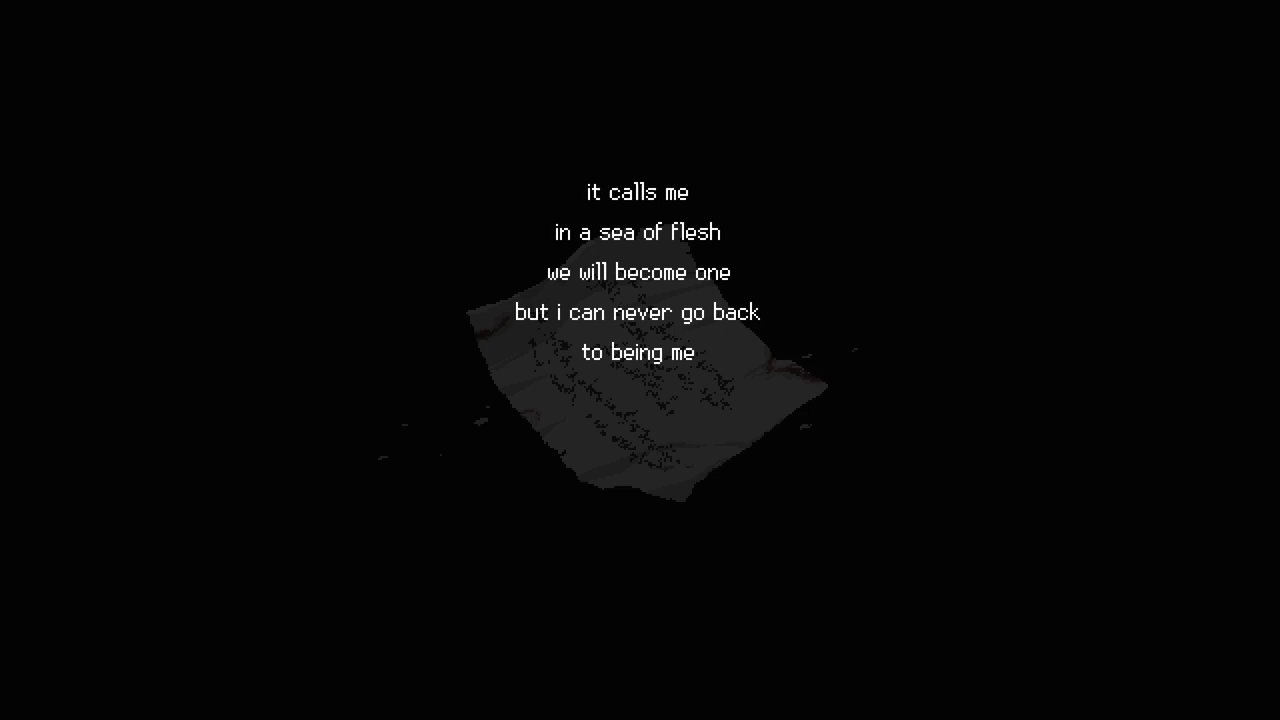 it calls me
in a sea of flesh
we will become one
but i can never go back
to being me